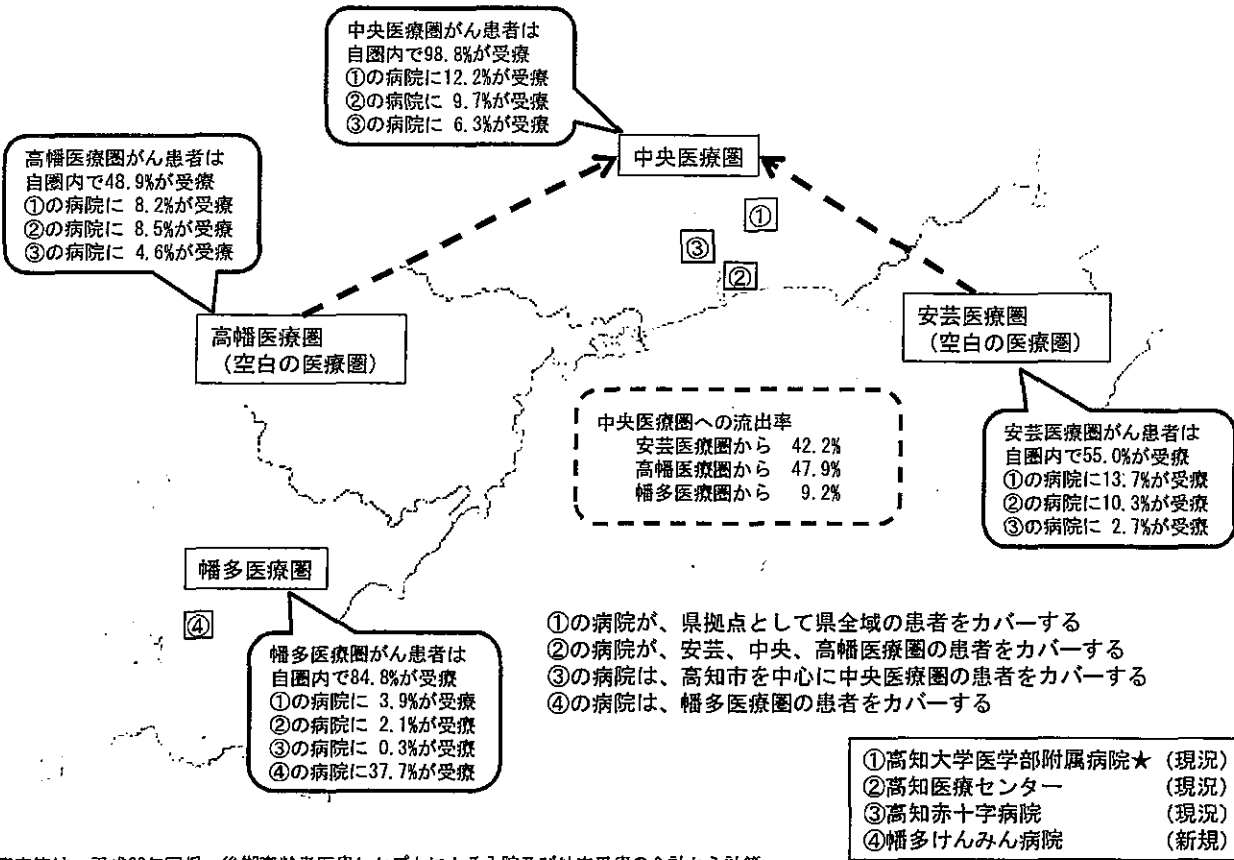 中央医療圏がん患者は
自圏内で98.8%が受療
①の病院に12.2%が受療
②の病院に 9.7%が受療
③の病院に 6.3%が受療
高幡医療圏がん患者は
自圏内で48.9%が受療
①の病院に 8.2%が受療
②の病院に 8.5%が受療
③の病院に 4.6%が受療
中央医療圏
①
③
②
高幡医療圏
(空白の医療圏)
安芸医療圏
(空白の医療圏)
中央医療圏への流出率
安芸医療圏から 42.2%
高幡医療圏から 47.9%
幡多医療圏から 9.2%
安芸医療圏がん患者は
自圏内で55.0%が受療
①の病院に13.7%が受療
②の病院に10.3%が受療
③の病院に 2.7%が受療
幡多医療圏
④
幡多医療圏がん患者は
自圏内で84.8%が受療
①の病院に 3.9%が受療
②の病院に 2.1%が受療
③の病院に 0.3%が受療
④の病院に37.7%が受療
①の病院が、県拠点として県全域の患者をカバーする
②の病院が、安芸、中央、高幡医療圏の患者をカバーする
③の病院は、高知市を中心に中央医療圏の患者をカバーする
④の病院は、幡多医療圏の患者をカバーする
①高知大学医学部附属病院★ (現況)
②高知医療センター (現況)
③高知赤十字病院 (現況)
④幡多けんみん病院 (新規)